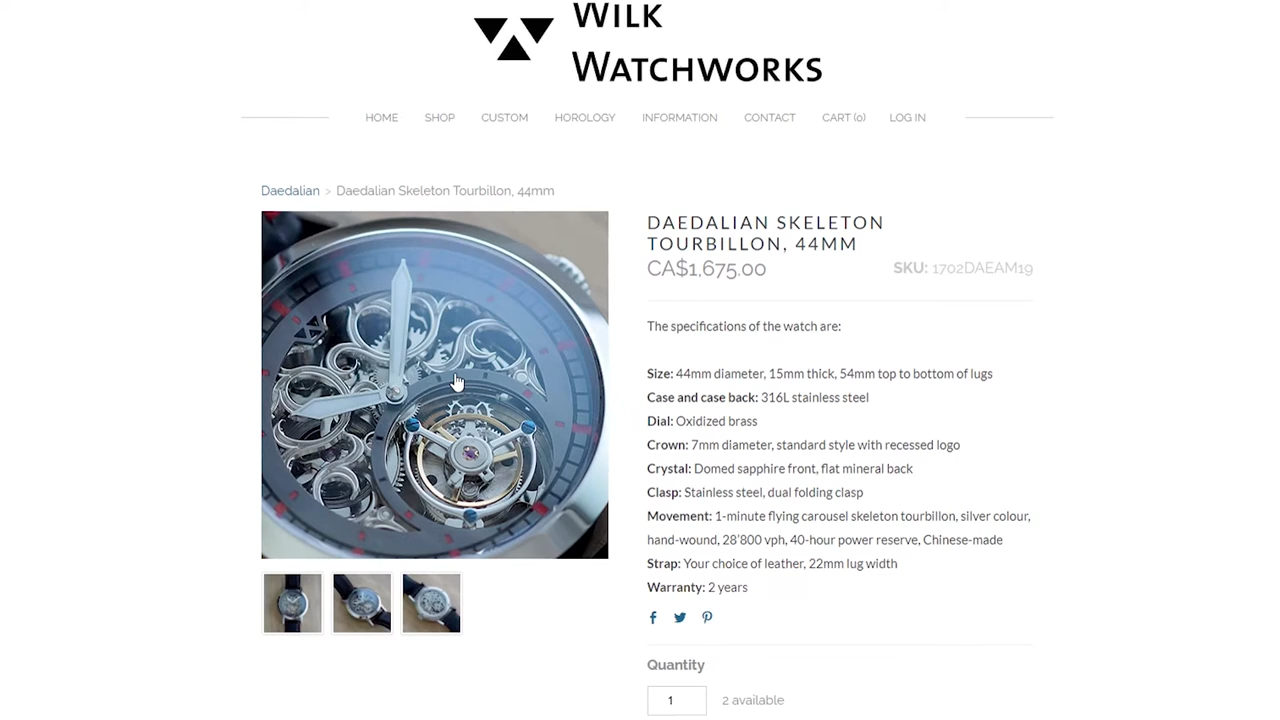 WILK
WATCHWORKS
HOME SHOP CUSTOM HOROLOGY INFORMATION CONTACT CART (0) LOG IN
Daedalian > Daedalian Skeleton Tourbillon, 44mm
DAEDALIAN SKELETON
TOURBILLON, 44MM
CA$1,675.00 SKU: 1702DAEAM19
The specifications of the watch are:
Size: 44mm diameter, 15mm thick, 54mm top to bottom of lugs
Case and case back: 316L stainless steel
Dial: Oxidized brass
Crown: 7mm diameter, standard style with recessed logo
Crystal: Domed sapphire front, flat mineral back
Clasp: Stainless steel, dual folding clasp
Movement: 1-minute flying carousel skeleton tourbillon, silver colour,
hand-wound, 28'800 vph, 40-hour power reserve, Chinese-made
Strap: Your choice of leather, 22mm lug width
Warranty: 2 years
Quantity
1 2 available